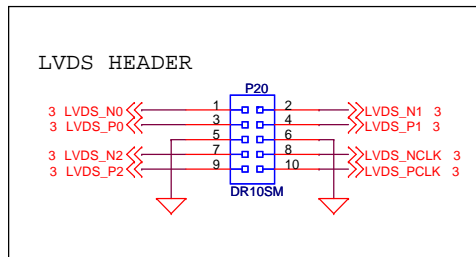 LVDS HEADER
P20
3 LVDS_N0 1 2 LVDS_N1 3
3 LVDS_P0 3 4 LVDS_P1 3
5 6
3 LVDS_N2 7 8 LVDS_NCLK 3
3 LVDS_P2 9 10 LVDS_PCLK 3
DR10SM